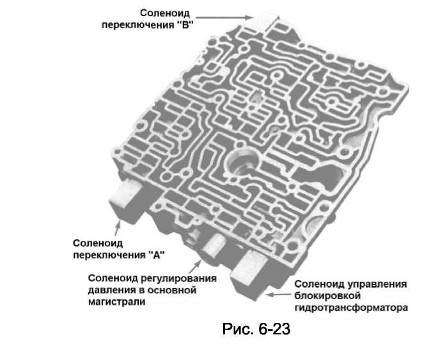 Соленоид
переключения "B"
Соленоид
переключения "A"
Соленоид регулирования
давления в основной
магистрали
Соленоид управления
блокировкой
гидротрансформатора
Рис. 6-23